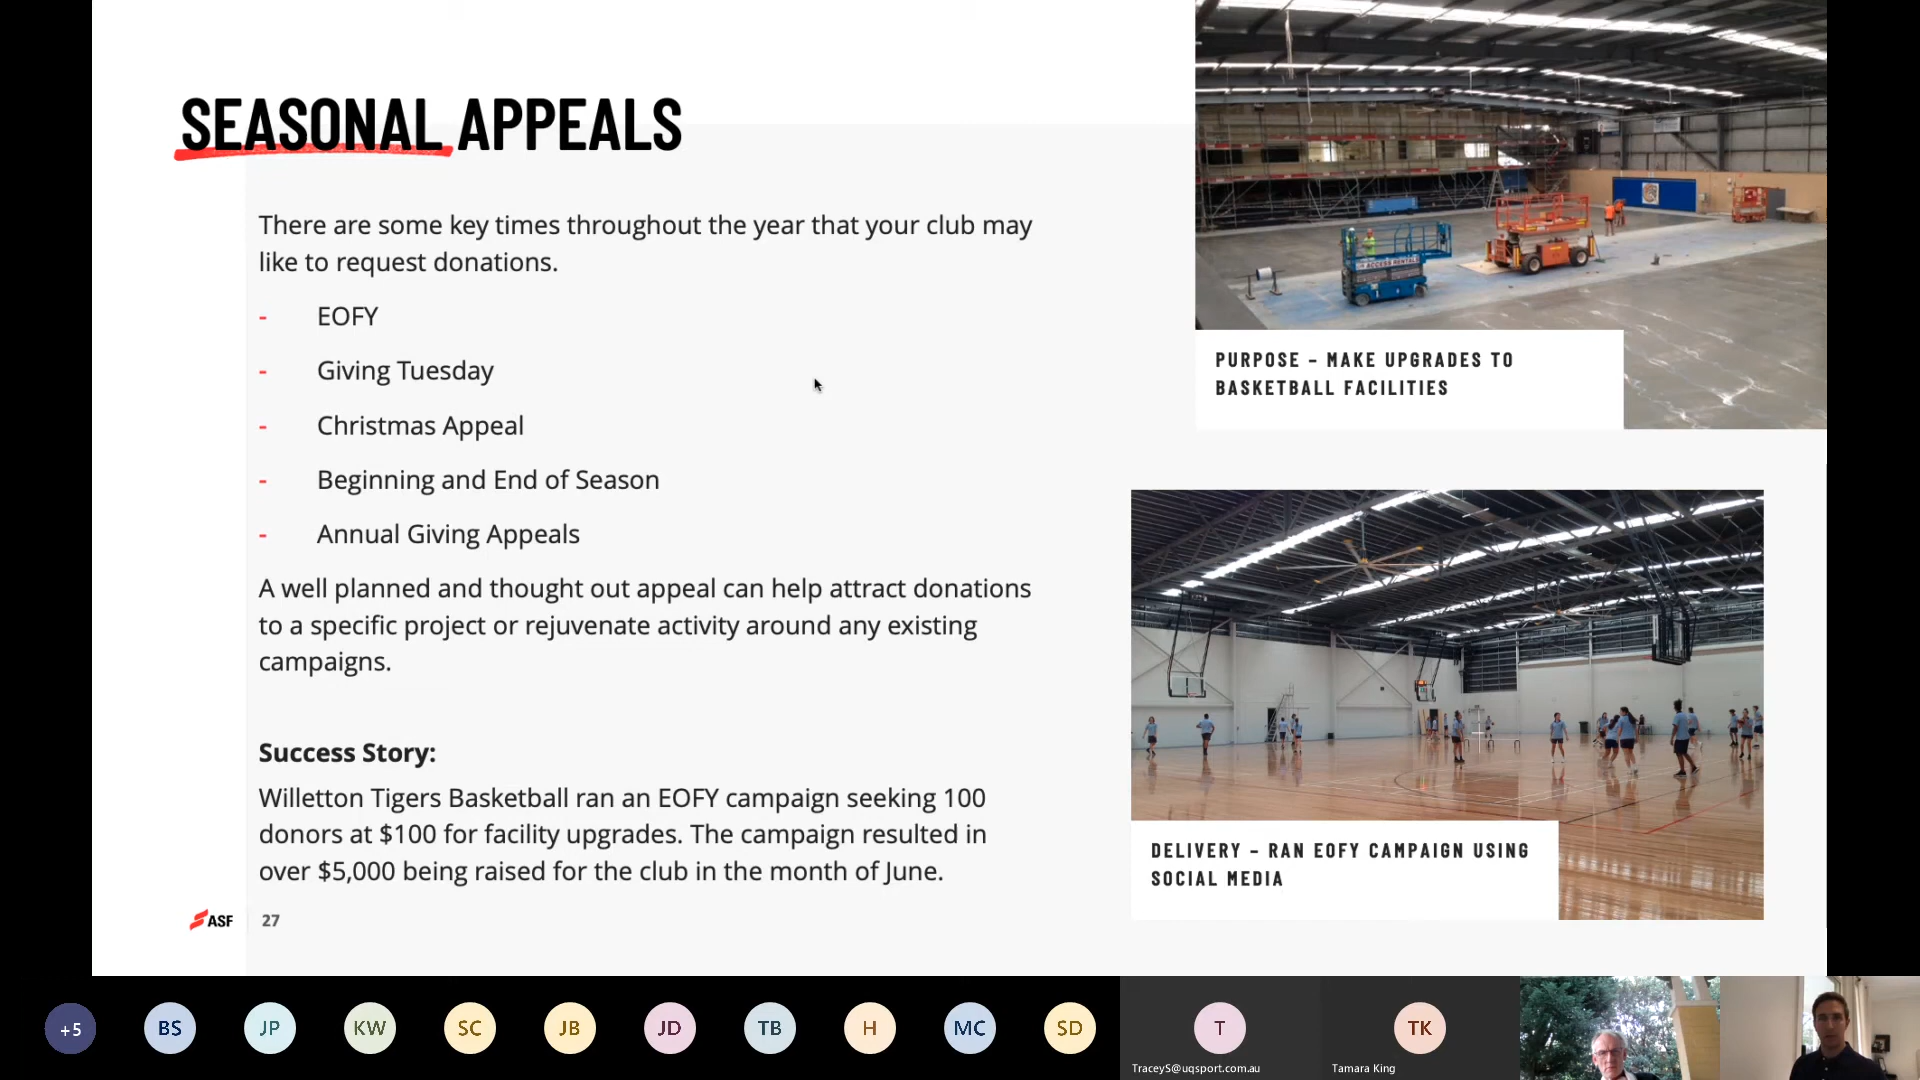 SEASONAL APPEALS
There are some key times throughout the year that your club may
like to request donations.
- EOFY
- Giving Tuesday
- Christmas Appeal
- Beginning and End of Season
- Annual Giving Appeals
A well planned and thought out appeal can help attract donations
to a specific project or rejuvenate activity around any existing
campaigns.
Success Story:
Willetton Tigers Basketball ran an EOFY campaign seeking 100
donors at $100 for facility upgrades. The campaign resulted in
over $5,000 being raised for the club in the month of June.
ASF 27
ACCESS RENTAL
PURPOSE – MAKE UPGRADES TO
BASKETBALL FACILITIES
DELIVERY – RAN EOFY CAMPAIGN USING
SOCIAL MEDIA
+5 BS JP KW SC JB JD TB H MC SD T TK
TraceyS@uqsport.com.au Tamara King